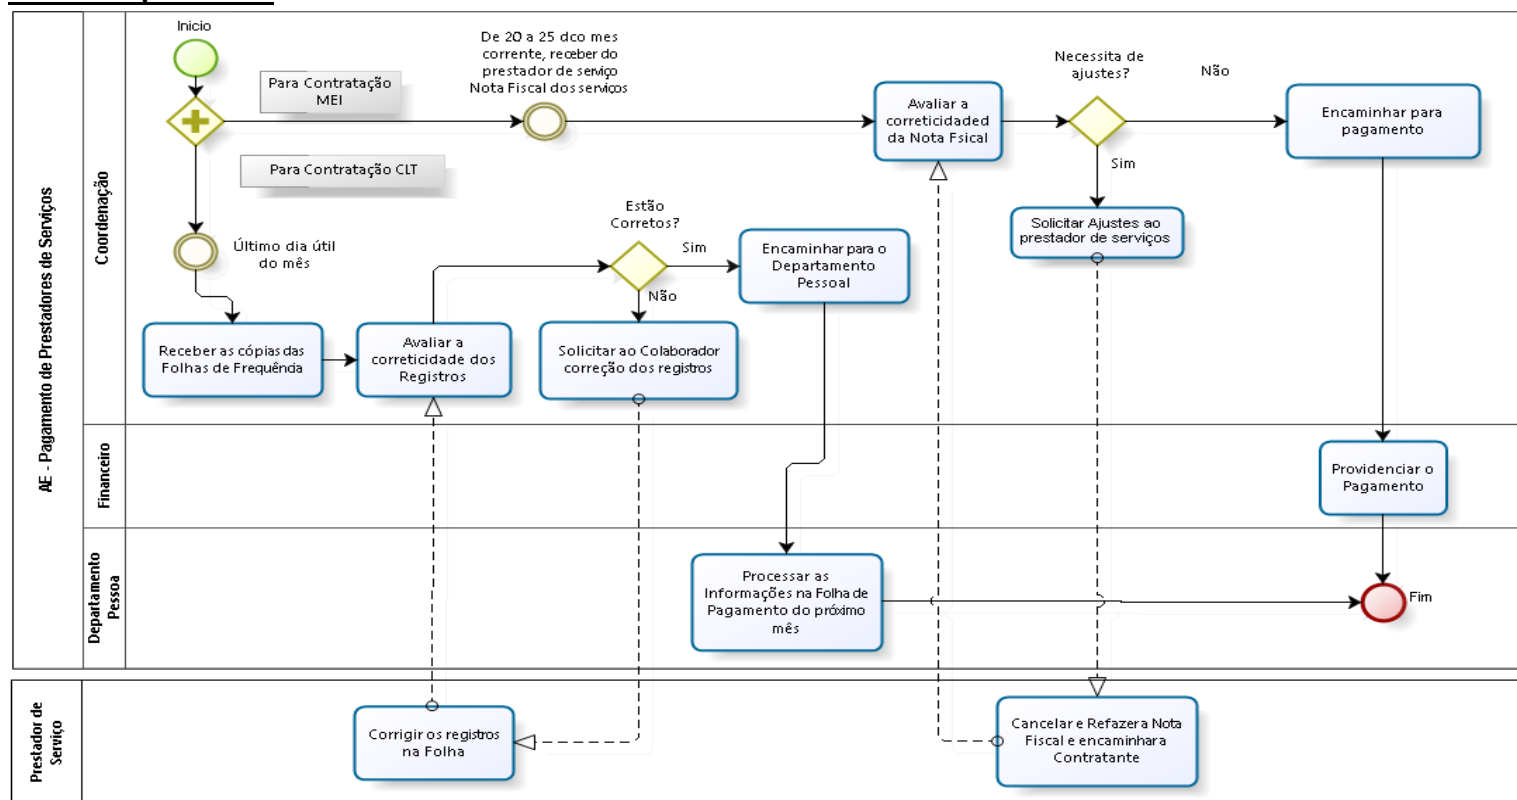 Inicio
De 20 a 25 dco mes
corrente, receber do
prestador de serviço
Nota Fiscal dos serviços
Para Contratação
MEI
Necessita de
ajustes?
Não
Avaliar a
correticidaded
da Nota Fsical
Encaminhar para
pagamento
Sim
Para Contratação CLT
Solicitar Ajustes ao
prestador de serviços
Último dia útil
do mês
Estão
Corretos?
Sim
Encaminhar para o
Departamento
Pessoal
Não
Receber as cópias das
Folhas de Frequência
Avaliar a
correticidade dos
Registros
Solicitar ao Colaborador
correção dos registros
AE - Pagamento de Prestadores de Serviços
Coordenação
Financeiro
Providenciar o
Pagamento
Departamento
Pessoa
Processar as
Informações na Folha de
Pagamento do próximo
mês
Fim
Prestador de
Serviço
Corrigir os registros
na Folha
Cancelar e Refazera Nota
Fiscal e encaminhara
Contratante